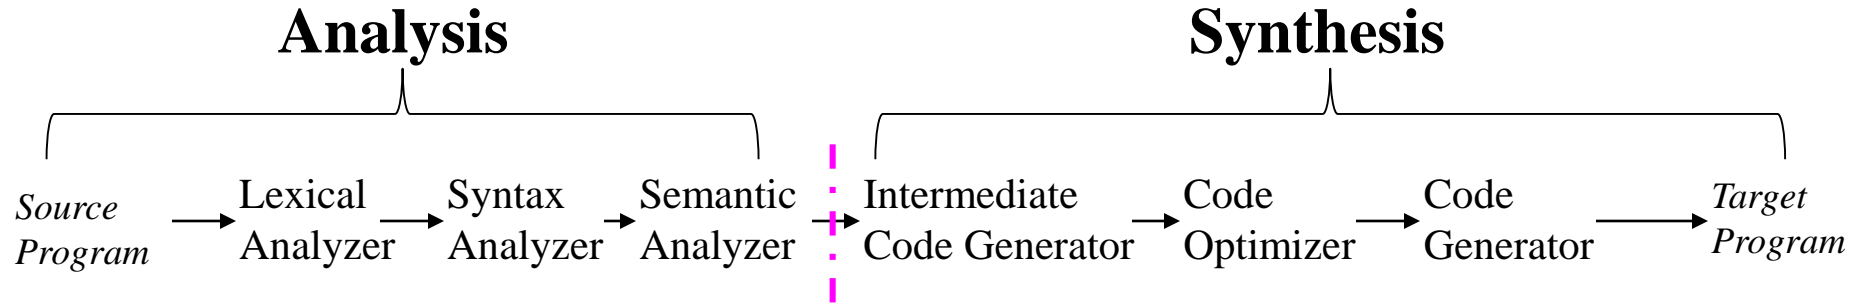 Analysis
Synthesis
Source
Program
Lexical
Analyzer
Syntax
Analyzer
Semantic
Analyzer
Intermediate
Code Generator
Code
Optimizer
Code
Generator
Target
Program